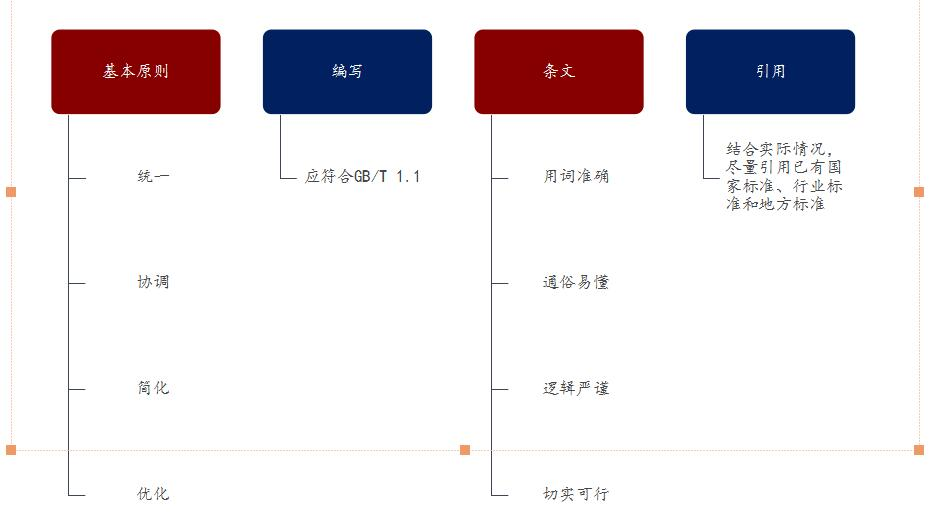 基本原则
统一
协调
简化
优化
编写
应符合GB/T 1.1
条文
用词准确
通俗易懂
逻辑严谨
切实可行
引用
结合实际情况，
尽量引用已有国
家标准、行业标
准和地方标准